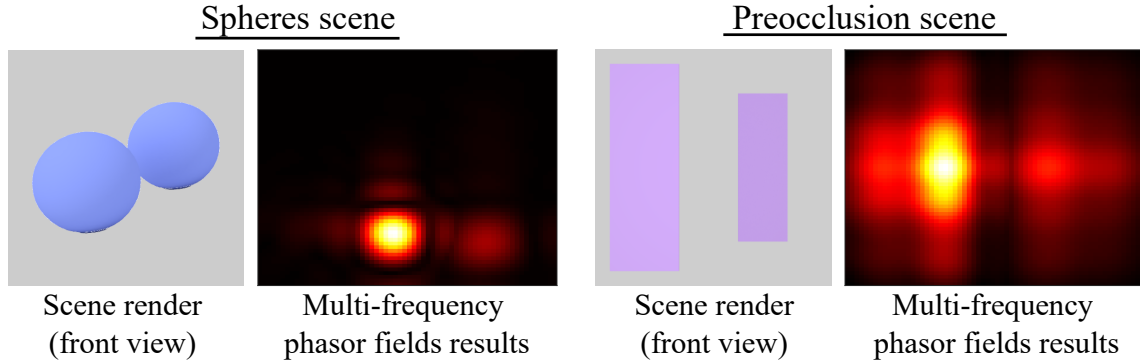 Spheres scene
Preocclusion scene
Scene render
(front view)
Multi-frequency
phasor fields results
Scene render
(front view)
Multi-frequency
phasor fields results